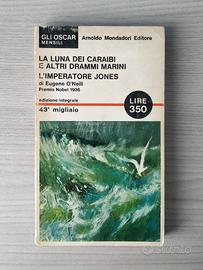 GLI OSCAR
MENSILI
Arnoldo Mondadori Editore
LA LUNA DEI CARAIBI
E ALTRI DRAMMI MARINI
L'IMPERATORE JONES
di Eugene O'Neill
Premio Nobel 1936
edizione integrale
43° migliaio
LIRE
350
subito